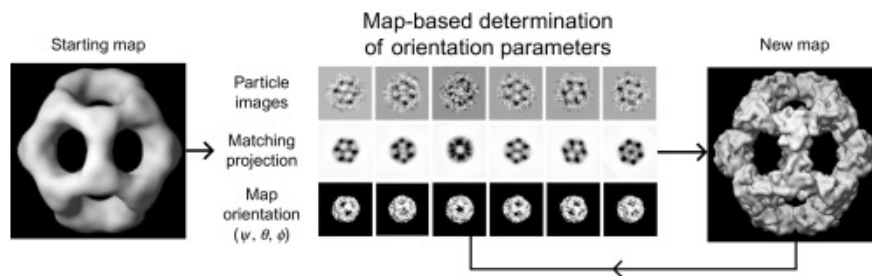 Map-based determination
of orientation parameters
Starting map
New map
Particle
images
Matching
projection
Map
orientation
(ψ, θ, ϕ)